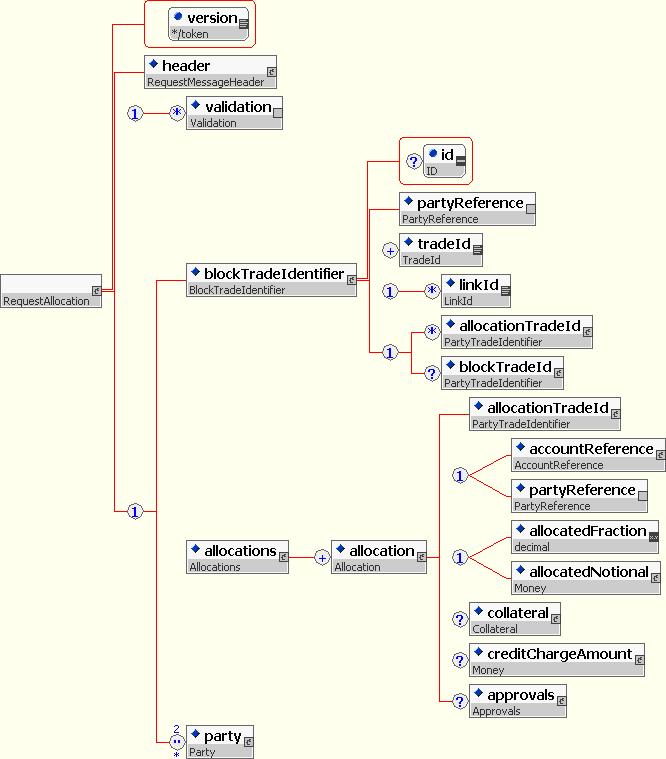 version
*/token
header
RequestMessageHeader
1
*
validation
Validation
?
id
ID
partyReference
PartyReference
+
tradeId
TradeId
blockTradeIdentifier
BlockTradeIdentifier
RequestAllocation
1
*
linkId
LinkId
*
allocationTradeId
PartyTradeIdentifier
1
?
blockTradeId
PartyTradeIdentifier
allocationTradeId
PartyTradeIdentifier
accountReference
AccountReference
1
partyReference
PartyReference
1
allocations
Allocations
+
allocation
Allocation
allocatedFraction
decimal
x.y
1
allocatedNotional
Money
?
collateral
Collateral
?
creditChargeAmount
Money
?
approvals
Approvals
2
..
*
party
Party